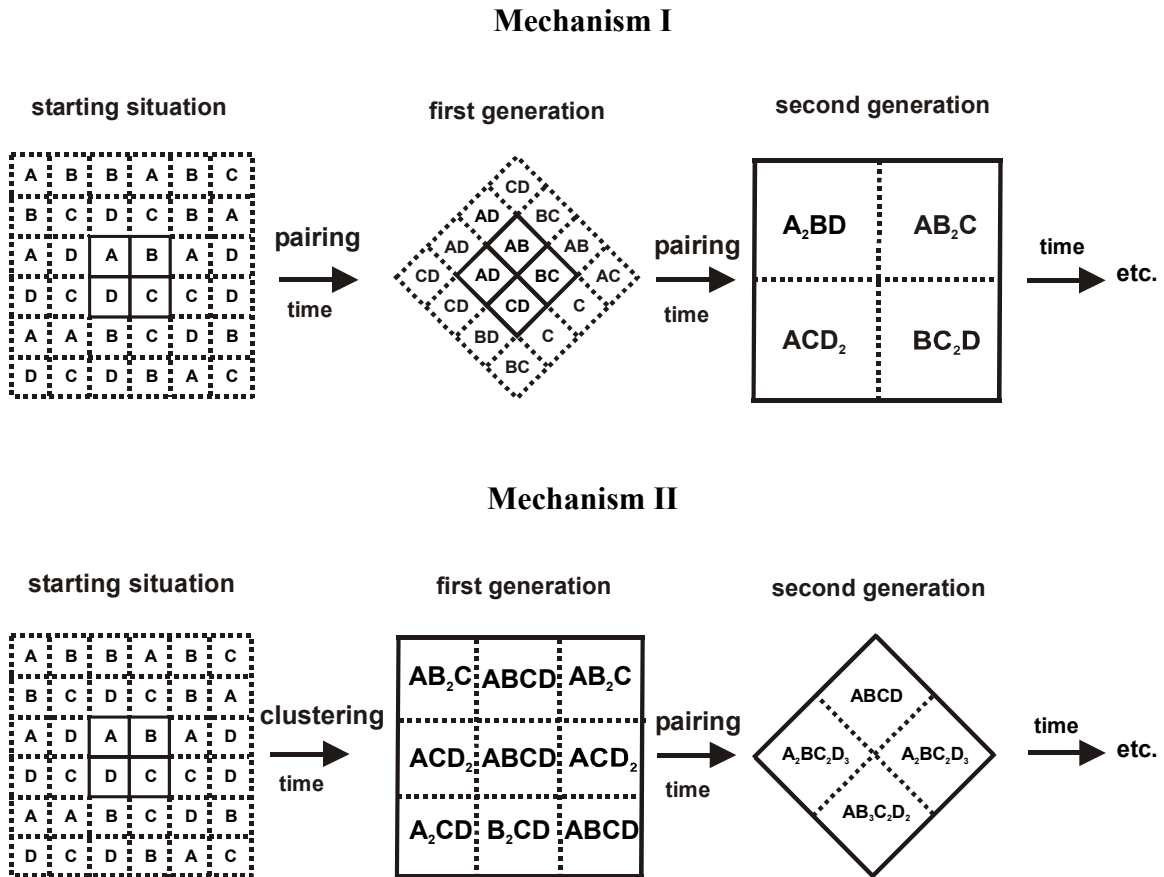 Mechanism I
starting situation
first generation
second generation
A B B A B C
B C D C B A
A D A B A D
D C D C C D
A A B C D B
D C D B A C
pairing
time
CD
AD BC
AD AB AB
CD AD BC AC
CD CD C
BD C
BC
pairing
time
A₂BD AB₂C
ACD₂ BC₂D
time
etc.
Mechanism II
starting situation
first generation
second generation
A B B A B C
B C D C B A
A D A B A D
D C D C C D
A A B C D B
D C D B A C
clustering
time
AB₂C ABCD AB₂C
ACD₂ ABCD ACD₂
A₂CD B₂CD ABCD
pairing
time
ABCD
A₂BC₂D₃ A₂BC₂D₃
AB₃C₂D₂
time
etc.